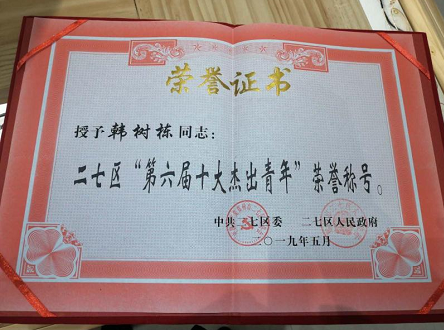 荣誉证书
授予韩树栋同志：
二七区“第六届十大杰出青年”荣誉称号。
中共二七区委 二七区人民政府
二〇一九年五月